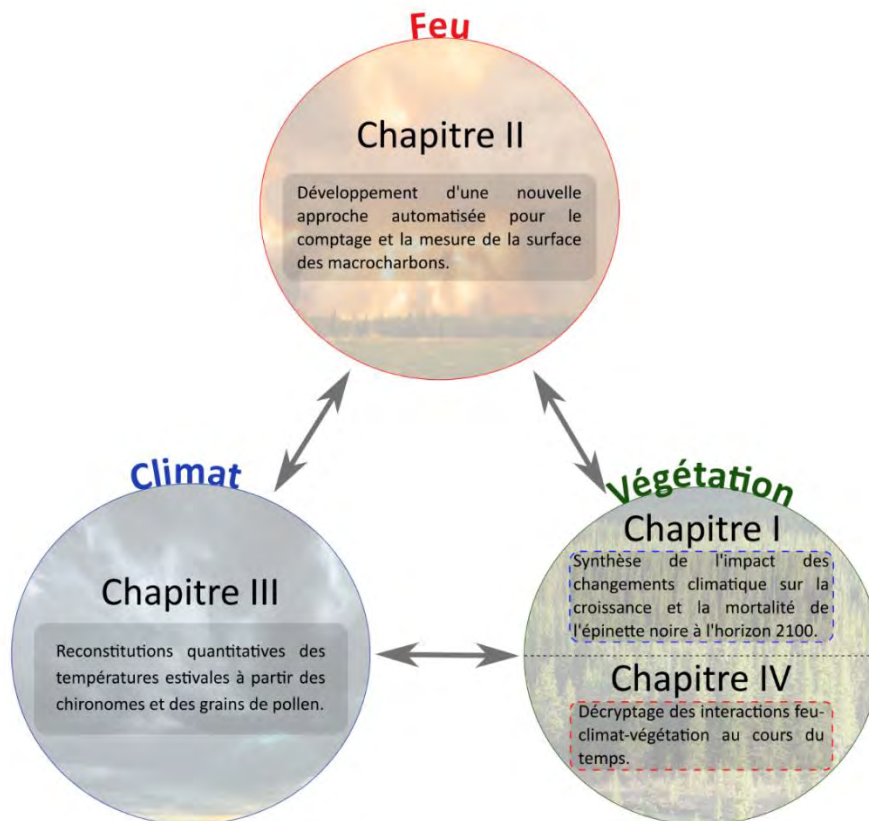 Feu
Chapitre II
Développement d'une nouvelle
approche automatisée pour le
comptage et la mesure de la surface
des macrocharbons.
Climat
Chapitre III
Reconstitutions quantitatives des
températures estivales à partir des
chironomes et des grains de pollen.
Végétation
Chapitre I
Synthèse de l'impact des
changements climatique sur la
croissance et la mortalité de
l'épinette noire à l'horizon 2100.
Chapitre IV
Décryptage des interactions feu-
climat-végétation au cours du
temps.